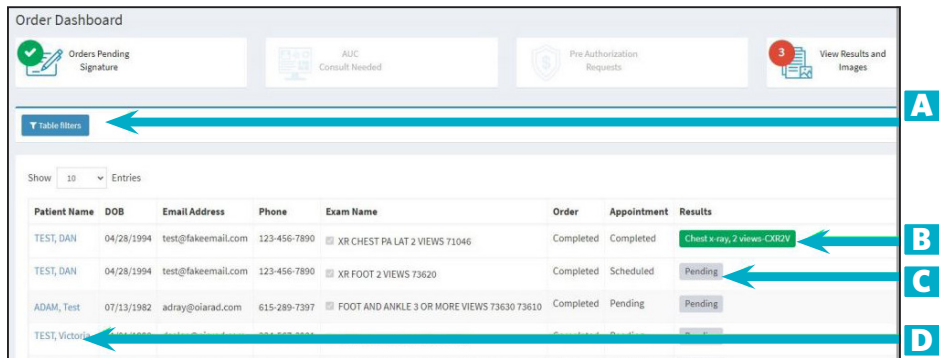 Order Dashboard
Orders Pending
Signature
AUC
Consult Needed
Pre Authorization
Requests
3
View Results and
Images
A
Table filters
Show 10 Entries
Patient Name DOB Email Address Phone Exam Name Order Appointment Results
TEST, DAN 04/28/1994 test@fakeemail.com 123-456-7890 XR CHEST PA LAT 2 VIEWS 71046 Completed Completed Chest x-ray, 2 views-CXR2V
B
TEST, DAN 04/28/1994 test@fakeemail.com 123-456-7890 XR FOOT 2 VIEWS 73620 Completed Scheduled Pending
C
ADAM, Test 07/13/1982 adray@oiarad.com 615-289-7397 FOOT AND ANKLE 3 OR MORE VIEWS 73630 73610 Completed Pending Pending
TEST, Victoria
D